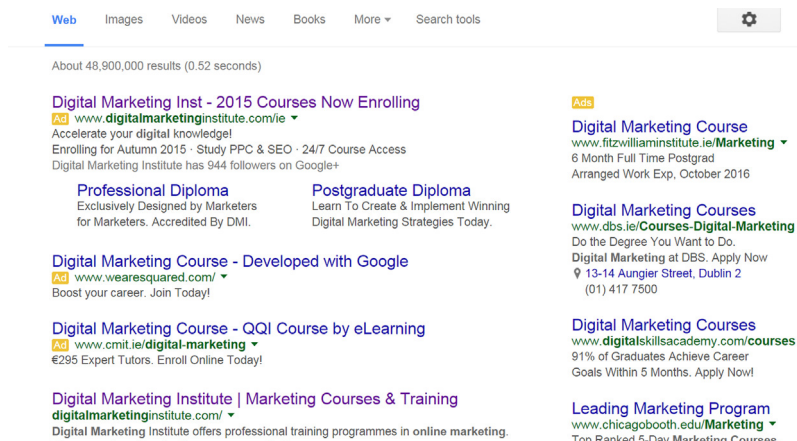 Web Images Videos News Books More Search tools
About 48,900,000 results (0.52 seconds)
Digital Marketing Inst - 2015 Courses Now Enrolling
Ad www.digitalmarketinginstitute.com/ie
Accelerate your digital knowledge!
Enrolling for Autumn 2015 · Study PPC & SEO · 24/7 Course Access
Digital Marketing Institute has 944 followers on Google+
Professional Diploma
Exclusively Designed by Marketers
for Marketers. Accredited By DMI.
Postgraduate Diploma
Learn To Create & Implement Winning
Digital Marketing Strategies Today.
Digital Marketing Course - Developed with Google
Ad www.wearesquared.com/
Boost your career. Join Today!
Digital Marketing Course - QQI Course by eLearning
Ad www.cmit.ie/digital-marketing
€295 Expert Tutors. Enroll Online Today!
Digital Marketing Institute | Marketing Courses & Training
digitalmarketinginstitute.com/
Digital Marketing Institute offers professional training programmes in online marketing.
Ads
Digital Marketing Course
www.fitzwilliaminstitute.ie/Marketing
6 Month Full Time Postgrad
Arranged Work Exp, October 2016
Digital Marketing Courses
www.dbs.ie/Courses-Digital-Marketing
Do the Degree You Want to Do.
Digital Marketing at DBS. Apply Now
13-14 Aungier Street, Dublin 2
(01) 417 7500
Digital Marketing Courses
www.digitalskillsacademy.com/courses
91% of Graduates Achieve Career
Goals Within 5 Months. Apply Now!
Leading Marketing Program
www.chicagobooth.edu/Marketing
Top Ranked 5-Day Marketing Courses